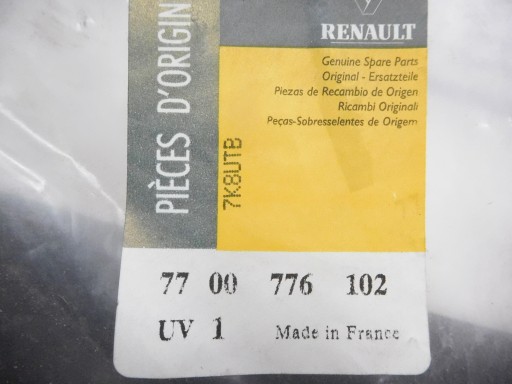 RENAULT
Genuine Spare Parts
Original - Ersatzteile
Piezas de Recambio de Origen
Ricambi Originali
Peças-Sobresselentes de Origem
PIÈCES D'ORIGIN
7K8UTB
77 00 776 102
UV 1 Made in France